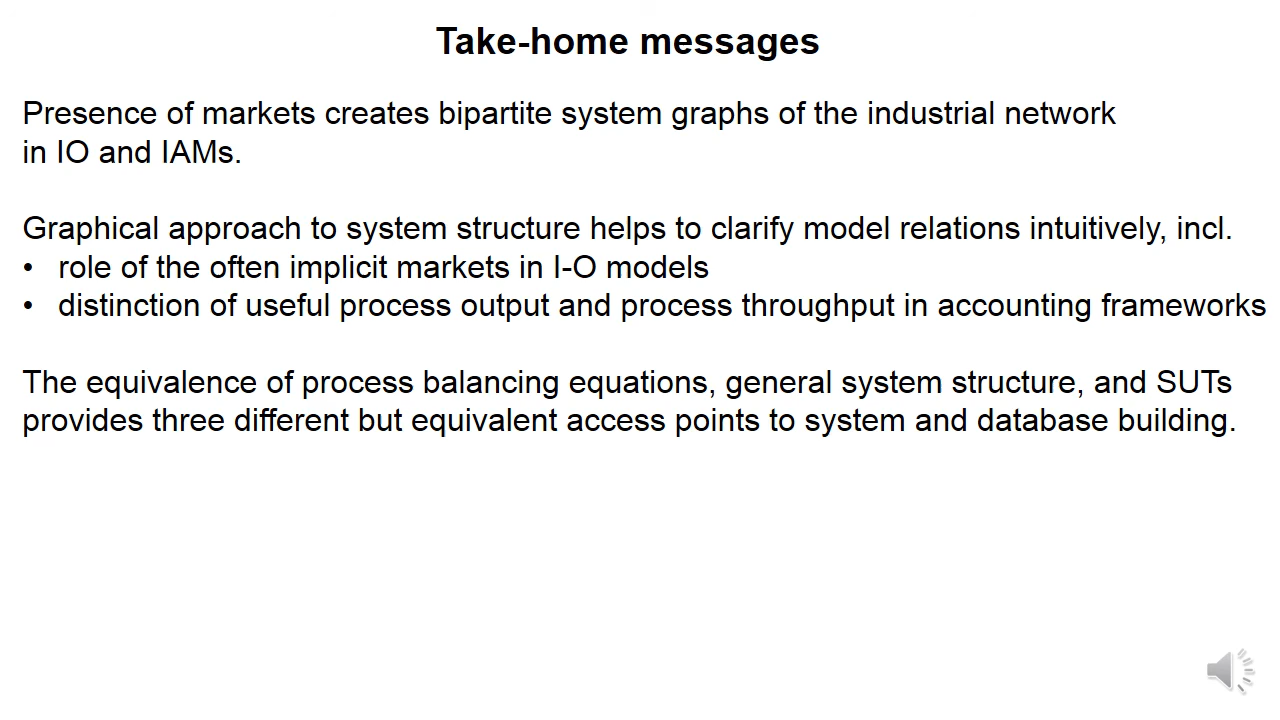 Take-home messages
Presence of markets creates bipartite system graphs of the industrial network
in IO and IAMs.
Graphical approach to system structure helps to clarify model relations intuitively, incl.
• role of the often implicit markets in I-O models
• distinction of useful process output and process throughput in accounting frameworks
The equivalence of process balancing equations, general system structure, and SUTs
provides three different but equivalent access points to system and database building.